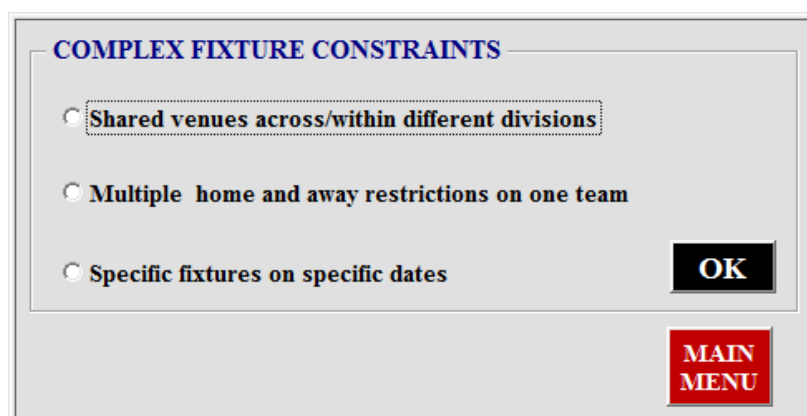 COMPLEX FIXTURE CONSTRAINTS
Shared venues across/within different divisions
Multiple  home and away restrictions on one team
Specific fixtures on specific dates
OK
MAIN
MENU